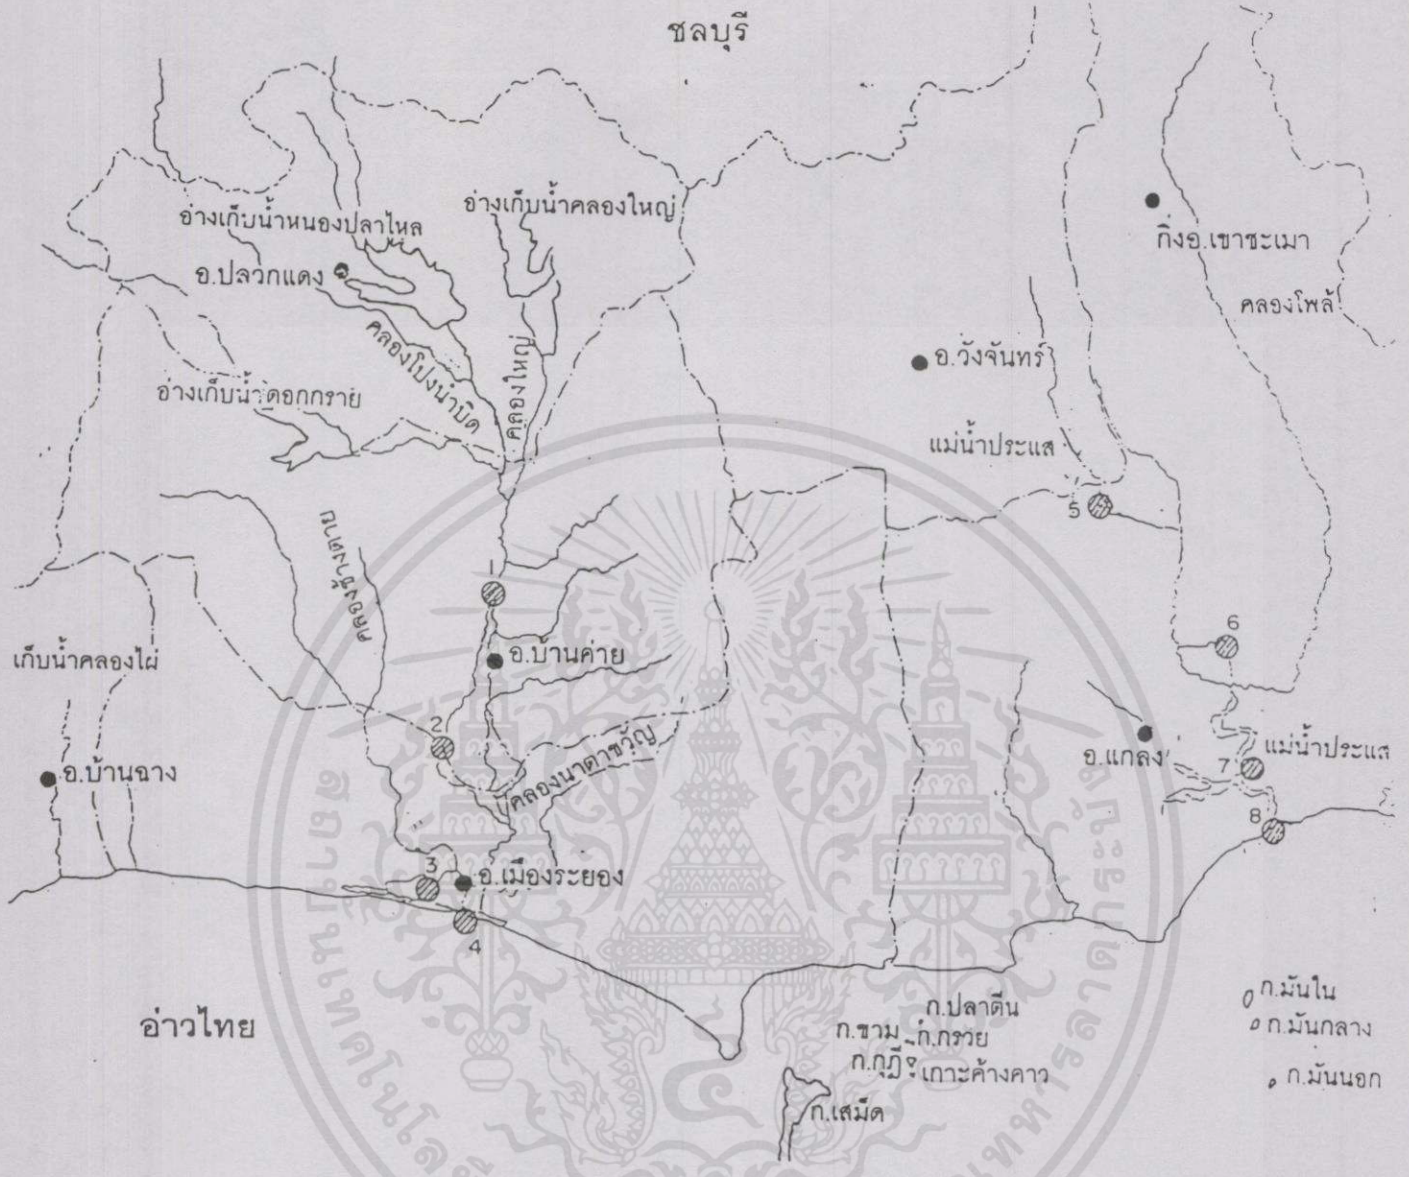 ชลบุรี
อ่างเก็บน้ำหนองปลาไหล
อ่างเก็บน้ำคลองใหญ่
กิ่งอ.เขาชะเมา
อ.ปลวกแดง
คลองโพล้
คลองโปงน้ำบิด
คลองใหญ่
อ.วังจันทร์
อ่างเก็บน้ำดอกกราย
แม่น้ำประแส
5
1
6
เก็บน้ำคลองไผ่
อ.บ้านค่าย
2
คลองนาตาขวัญ
อ.แกลง
แม่น้ำประแส
7
อ.บ้านฉาง
8
3
อ.เมืองระยอง
4
อ่าวไทย
ก.ปลาตีน
ก.ขาม
ก.กรวย
ก.กุฎี
เกาะค้างคาว
ก.เสม็ด
ก.มันใน
ก.มันกลาง
ก.มันนอก
สถาบันเทคโนโลยี